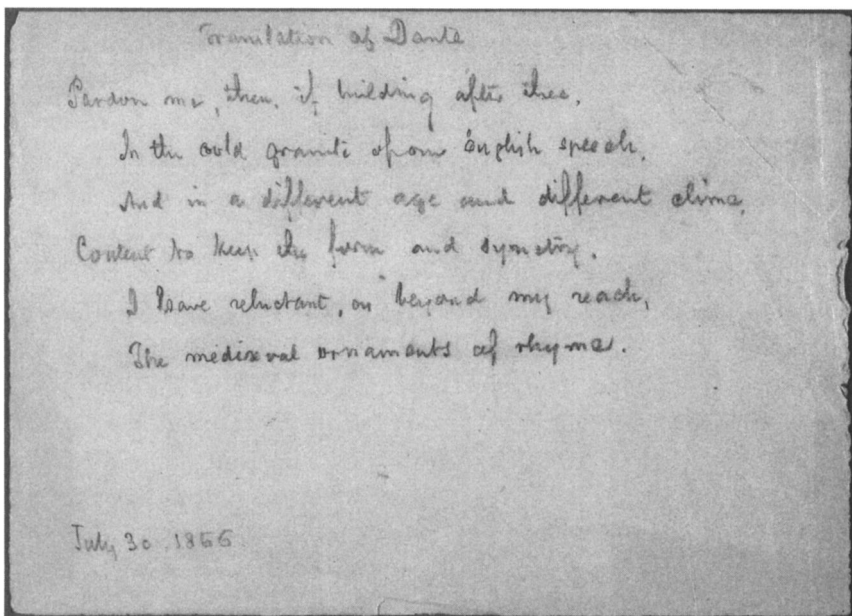 Translation of Dante
Pardon me, then, if building after thee,
In the cold granite of our English speech,
And in a different age and different clime,
Content to keep the form and symetry,
I leave reluctant, as beyond my reach,
The mediæval ornaments of rhyme.
July 30. 1866